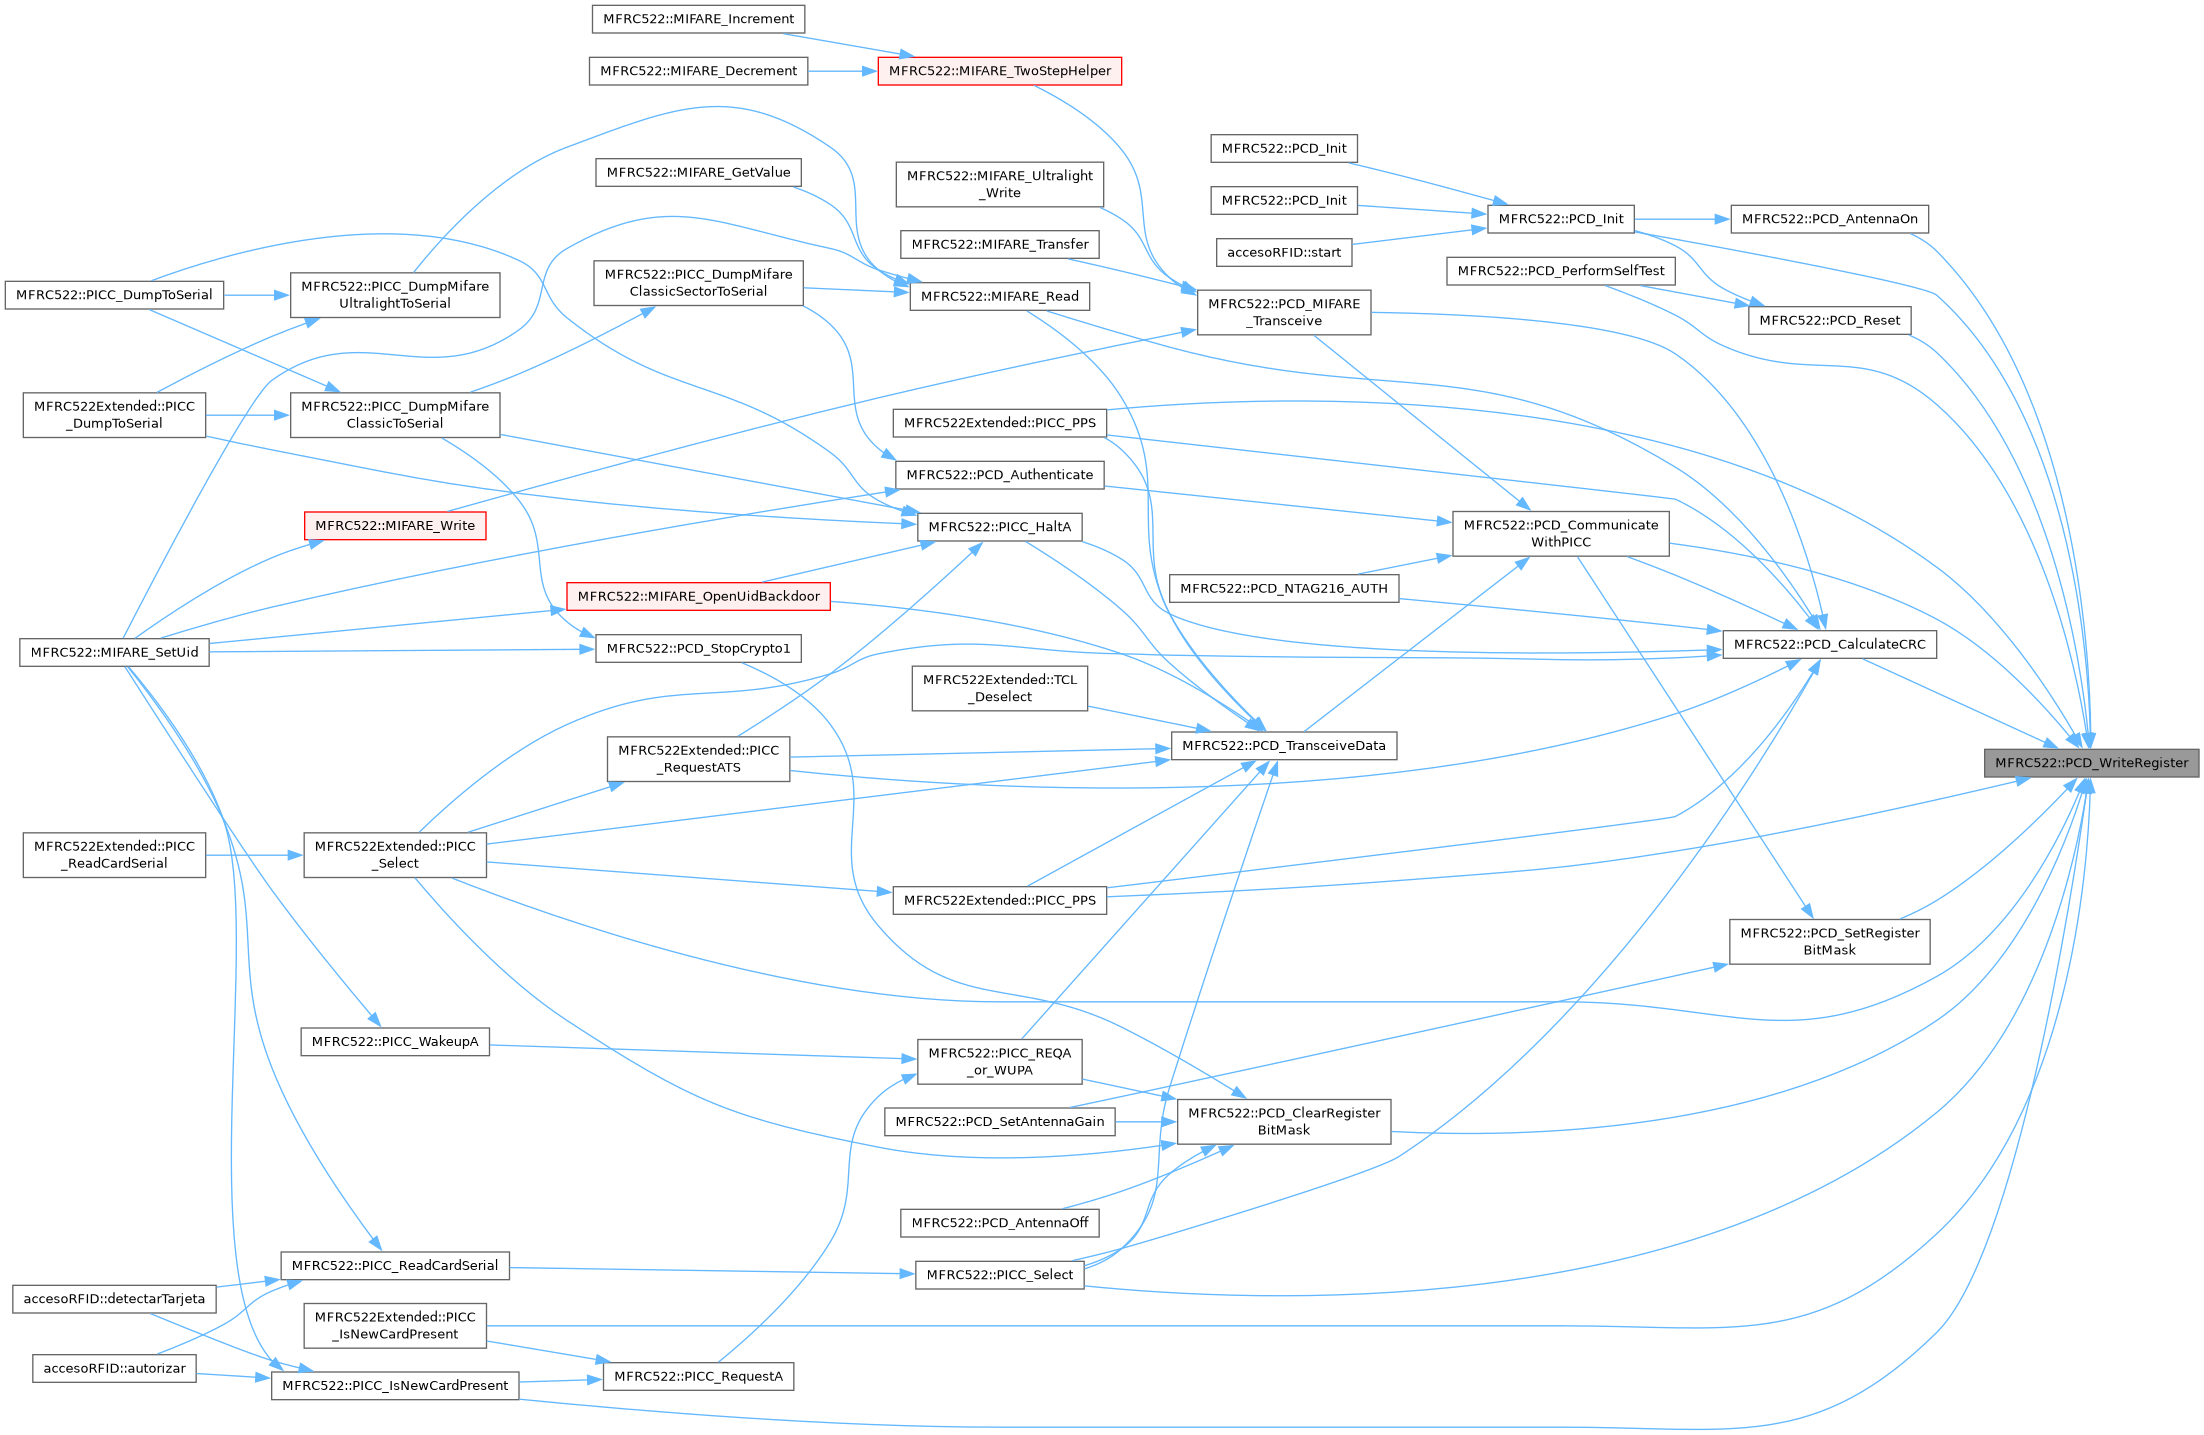 MFRC522::MIFARE_Increment
MFRC522::MIFARE_Decrement
MFRC522::MIFARE_TwoStepHelper
MFRC522::PCD_Init
MFRC522::MIFARE_GetValue
MFRC522::MIFARE_Ultralight
_Write
MFRC522::PCD_Init
MFRC522::PCD_Init
MFRC522::PCD_AntennaOn
MFRC522::MIFARE_Transfer
accesoRFID::start
MFRC522::PCD_PerformSelfTest
MFRC522::PICC_DumpToSerial
MFRC522::PICC_DumpMifare
UltralightToSerial
MFRC522::PICC_DumpMifare
ClassicSectorToSerial
MFRC522::MIFARE_Read
MFRC522::PCD_MIFARE
_Transceive
MFRC522::PCD_Reset
MFRC522Extended::PICC
_DumpToSerial
MFRC522::PICC_DumpMifare
ClassicToSerial
MFRC522Extended::PICC_PPS
MFRC522::PCD_Authenticate
MFRC522::MIFARE_Write
MFRC522::PICC_HaltA
MFRC522::PCD_Communicate
WithPICC
MFRC522::MIFARE_OpenUidBackdoor
MFRC522::PCD_NTAG216_AUTH
MFRC522::MIFARE_SetUid
MFRC522::PCD_StopCrypto1
MFRC522::PCD_CalculateCRC
MFRC522Extended::TCL
_Deselect
MFRC522Extended::PICC
_RequestATS
MFRC522::PCD_TransceiveData
MFRC522::PCD_WriteRegister
MFRC522Extended::PICC
_ReadCardSerial
MFRC522Extended::PICC
_Select
MFRC522Extended::PICC_PPS
MFRC522::PCD_SetRegister
BitMask
MFRC522::PICC_WakeupA
MFRC522::PICC_REQA
_or_WUPA
MFRC522::PCD_SetAntennaGain
MFRC522::PCD_ClearRegister
BitMask
MFRC522::PCD_AntennaOff
MFRC522::PICC_ReadCardSerial
MFRC522::PICC_Select
accesoRFID::detectarTarjeta
MFRC522Extended::PICC
_IsNewCardPresent
accesoRFID::autorizar
MFRC522::PICC_IsNewCardPresent
MFRC522::PICC_RequestA